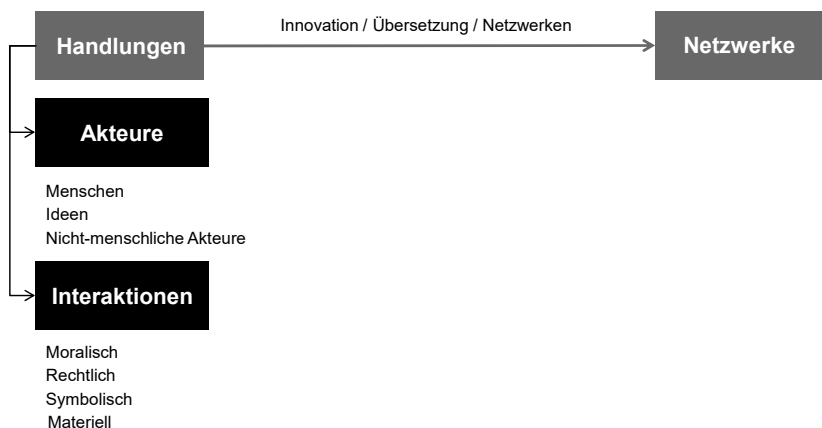 Innovation / Übersetzung / Netzwerken
Handlungen
Netzwerke
Akteure
Menschen
Ideen
Nicht-menschliche Akteure
Interaktionen
Moralisch
Rechtlich
Symbolisch
Materiell